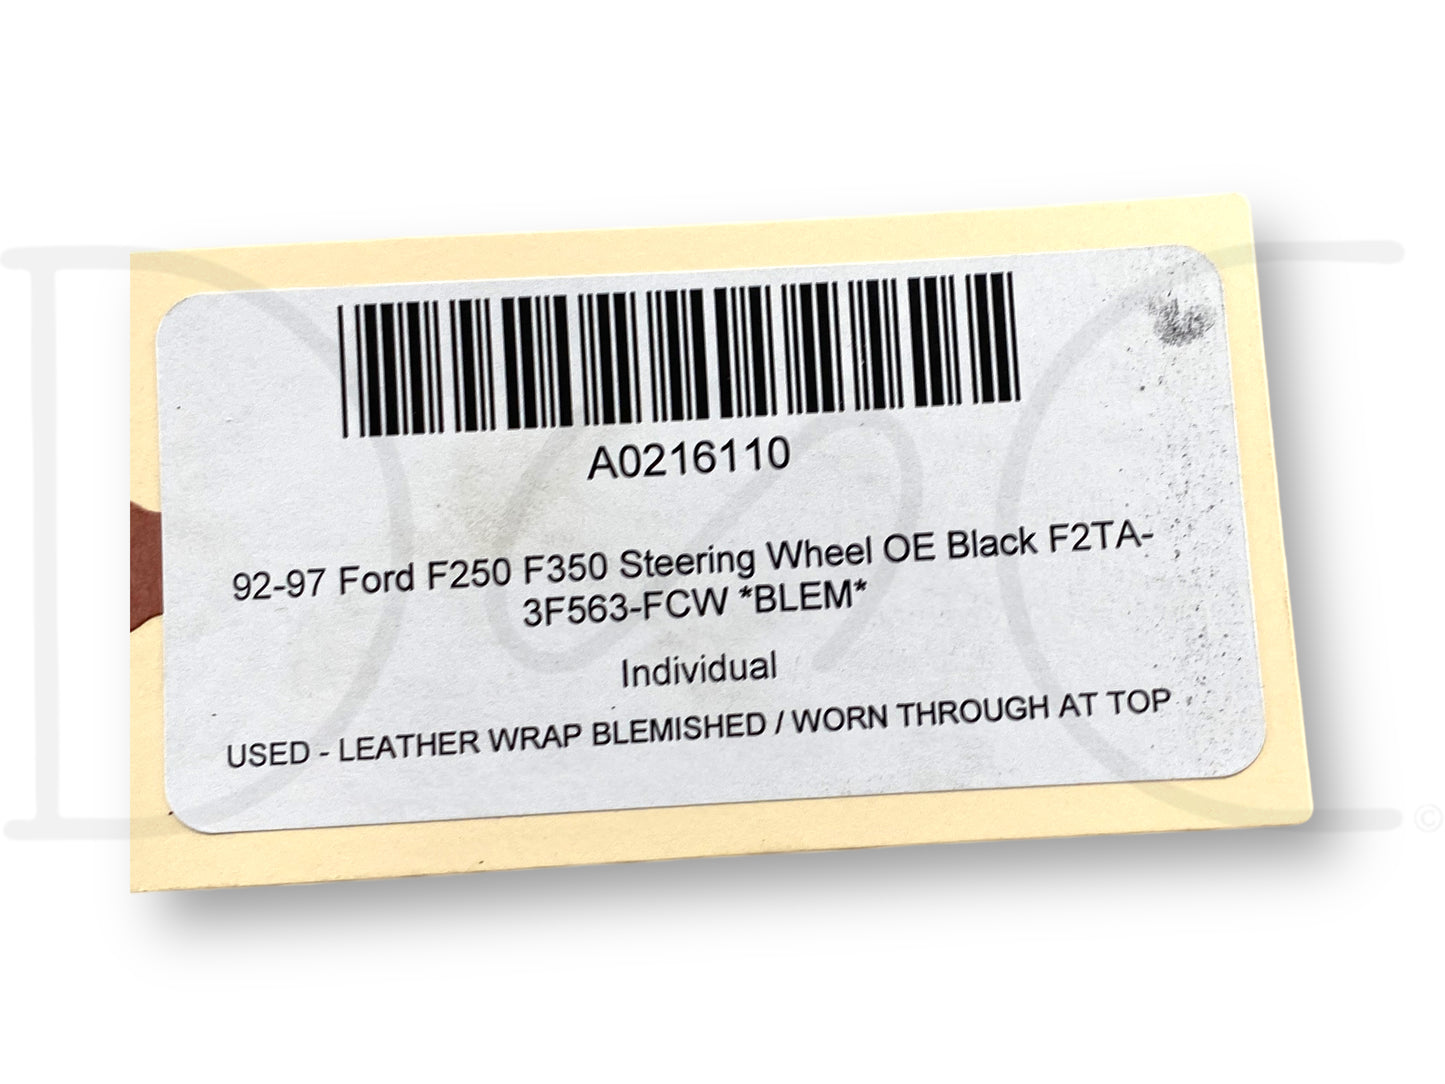 A0216110
92-97 Ford F250 F350 Steering Wheel OE Black F2TA-
3F563-FCW *BLEM*
Individual
USED - LEATHER WRAP BLEMISHED / WORN THROUGH AT TOP
©